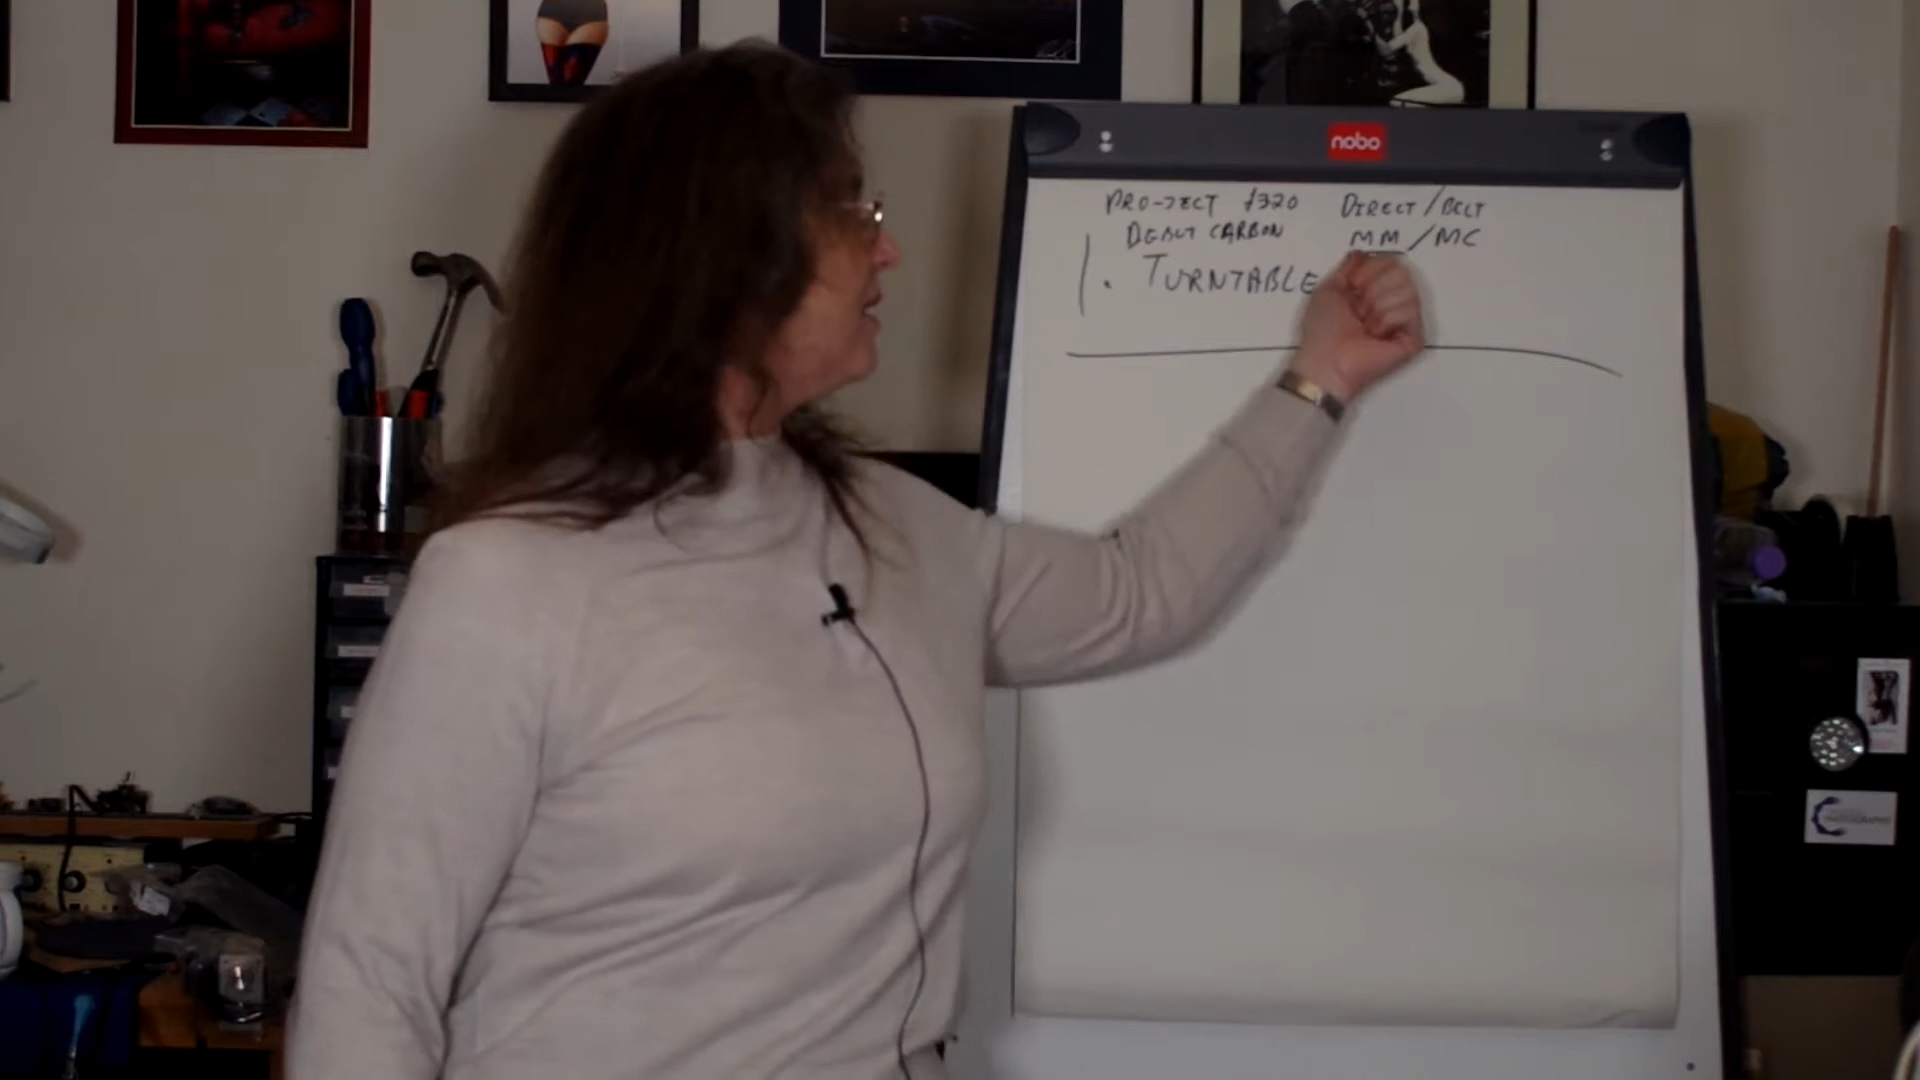 nobo
PRO-JECT £320 DIRECT/BELT
DEBUT CARBON MM/MC
1. TURNTABLE